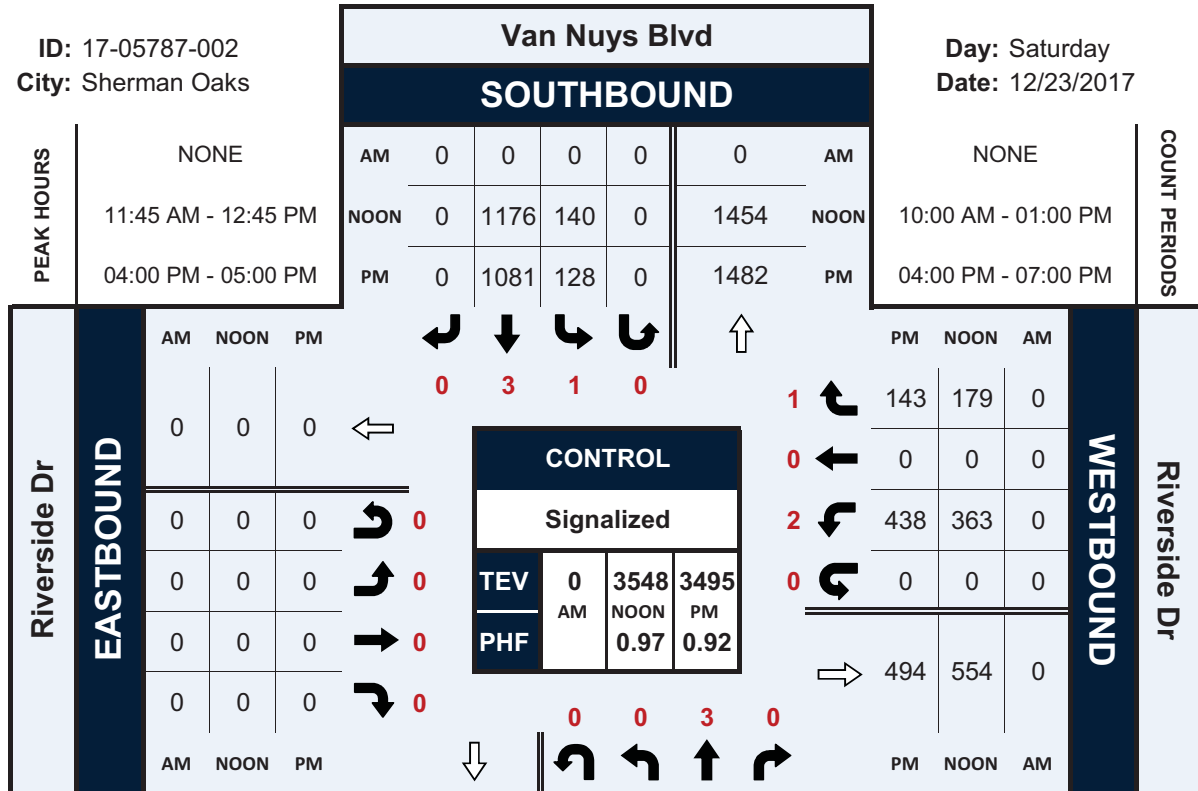 ID: 17-05787-002
City: Sherman Oaks
Van Nuys Blvd
SOUTHBOUND
Day: Saturday
Date: 12/23/2017
PEAK HOURS
NONE
11:45 AM - 12:45 PM
04:00 PM - 05:00 PM
AM 0 0 0 0 0 AM
NOON 0 1176 140 0 1454 NOON
PM 0 1081 128 0 1482 PM
NONE
10:00 AM - 01:00 PM
04:00 PM - 07:00 PM
COUNT PERIODS
0 3 1 0
Riverside Dr
EASTBOUND
AM NOON PM
0 0 0
0 0 0 0
0 0 0 0
0 0 0 0
0 0 0 0
AM NOON PM
CONTROL
Signalized
TEV 0 3548 3495
AM NOON PM
PHF 0.97 0.92
PM NOON AM
1 143 179 0
0 0 0 0
2 438 363 0
0 0 0 0
494 554 0
PM NOON AM
WESTBOUND
Riverside Dr
0 0 3 0